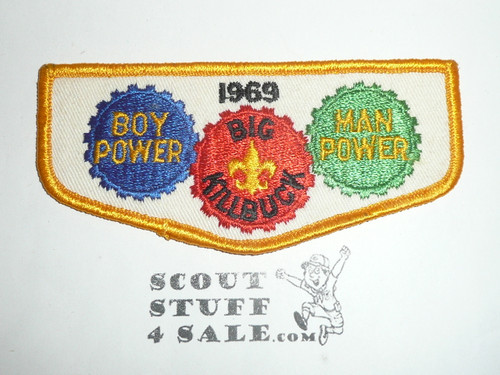 1969
BOY
POWER
BIG
KILLBUCK
MAN
POWER
SCOUT
STUFF
4 SALE.COM